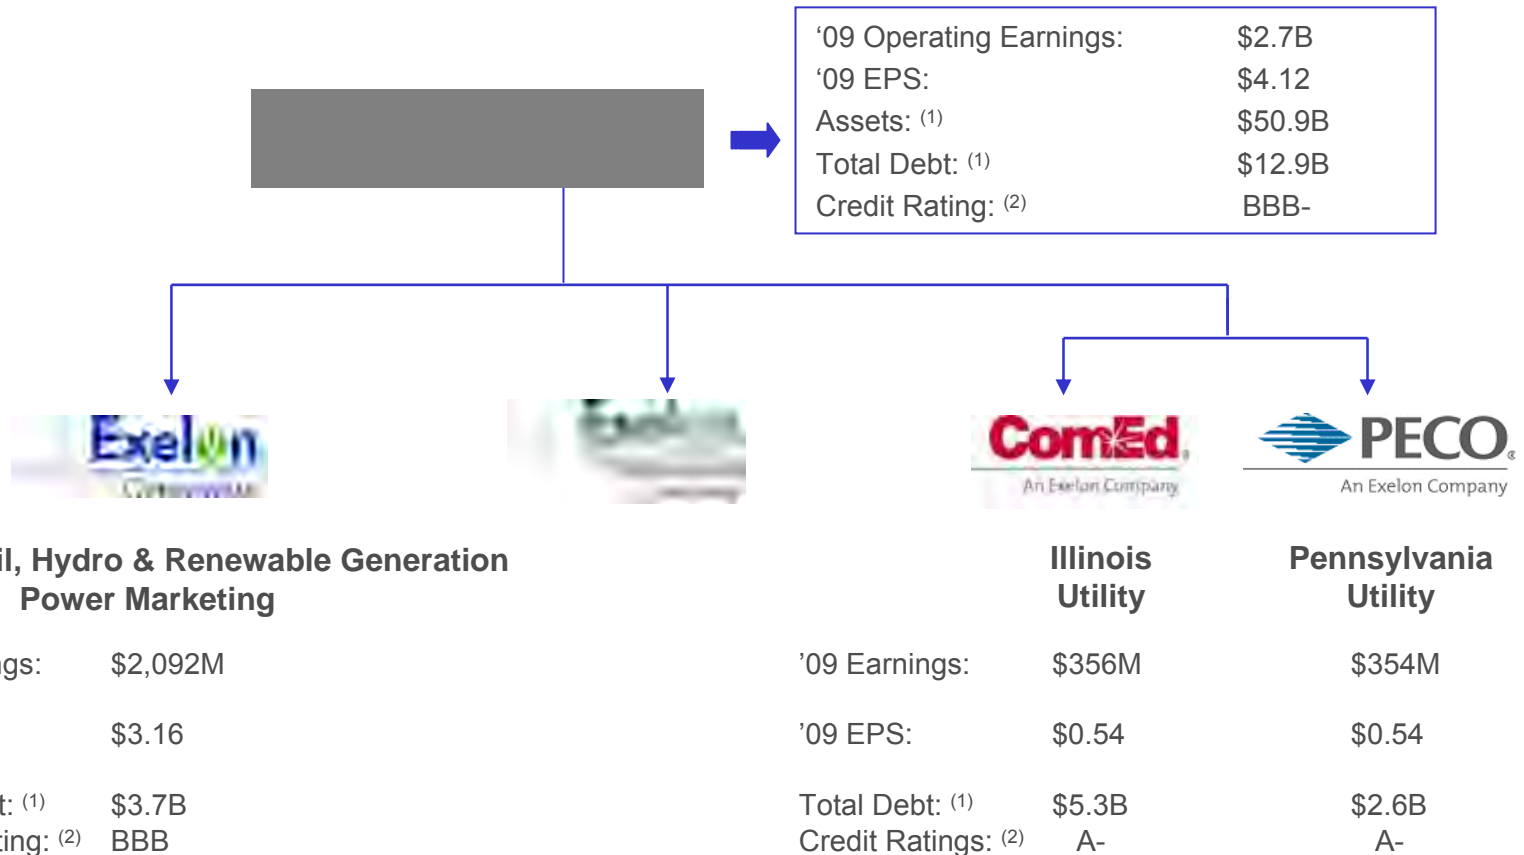 ‘09 Operating Earnings: $2.7B
‘09 EPS: $4.12
Assets: (1) $50.9B
Total Debt: (1) $12.9B
Credit Rating: (2) BBB-
Exelon
ComEd®
An Exelon Company
PECO®
An Exelon Company
il, Hydro & Renewable Generation
Power Marketing
Illinois
Utility
Pennsylvania
Utility
ngs: $2,092M
’09 Earnings: $356M $354M
$3.16
’09 EPS: $0.54 $0.54
t: (1) $3.7B
Total Debt: (1) $5.3B $2.6B
ting: (2) BBB
Credit Ratings: (2) A- A-